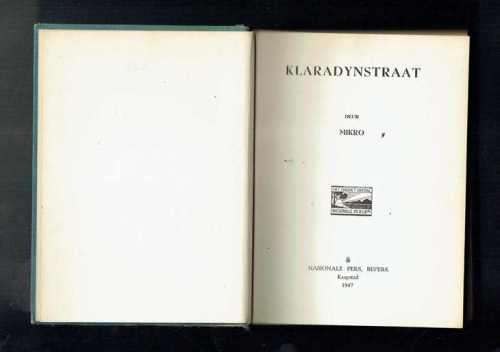 KLARADYNSTRAAT
DEUR
MIKRO
NASIONALE PERS, BEPERK
Kaapstad
1947